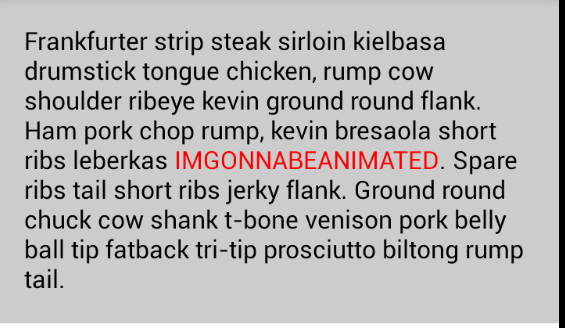 Frankfurter strip steak sirloin kielbasa
drumstick tongue chicken, rump cow
shoulder ribeye kevin ground round flank.
Ham pork chop rump, kevin bresaola short
ribs leberkas IMGONNABEANIMATED. Spare
ribs tail short ribs jerky flank. Ground round
chuck cow shank t-bone venison pork belly
ball tip fatback tri-tip prosciutto biltong rump
tail.